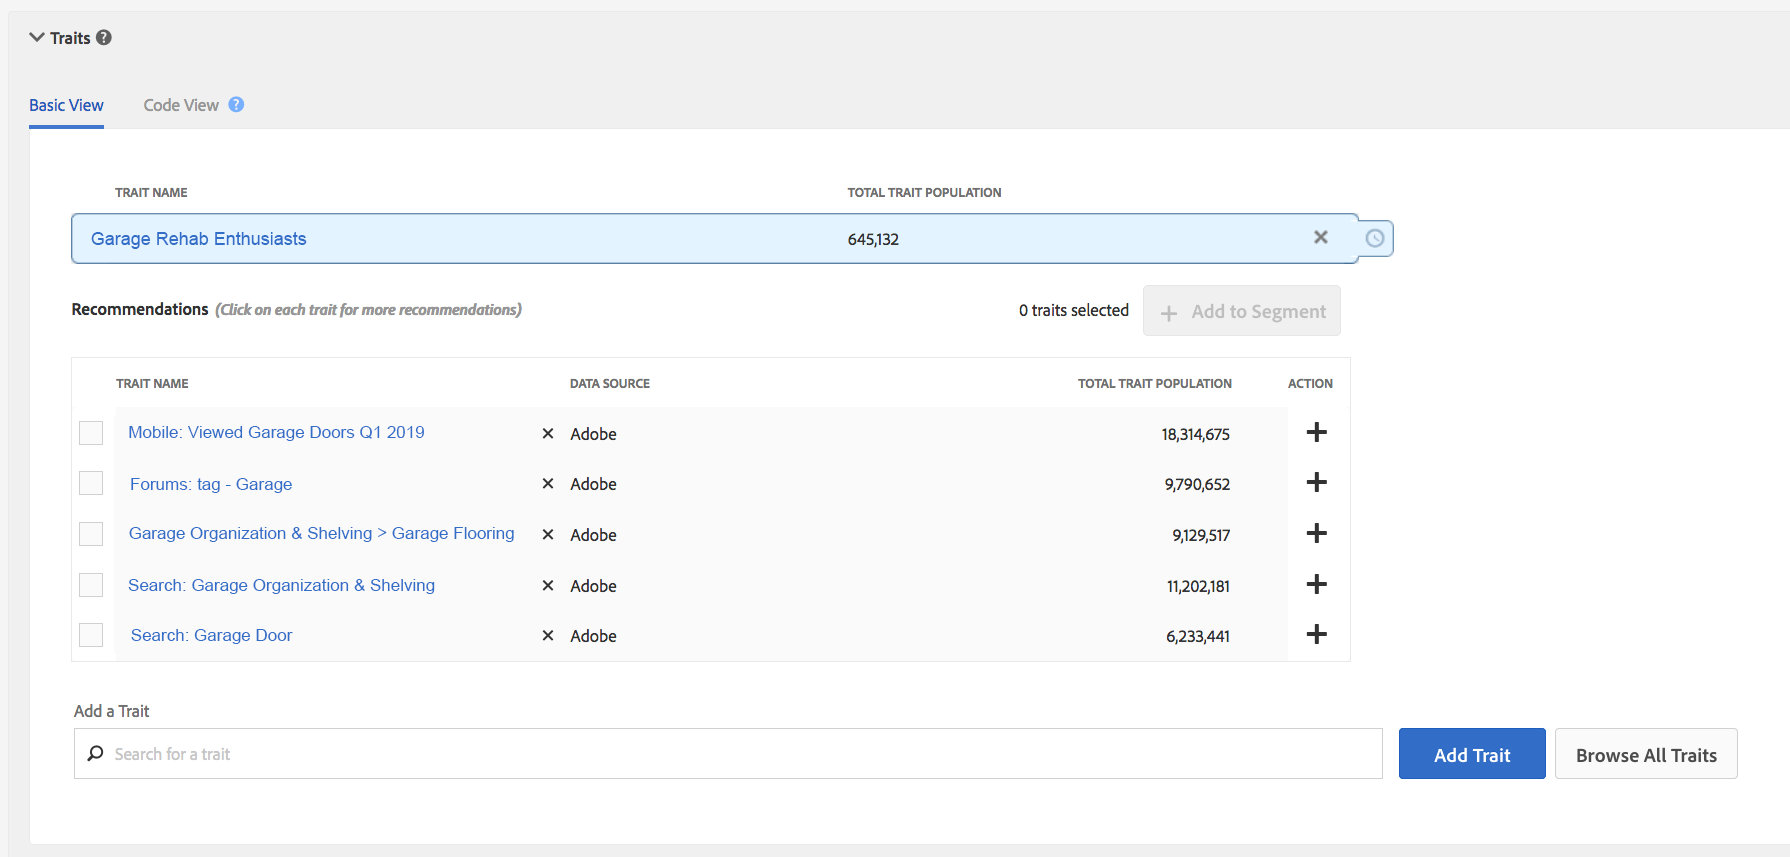 Traits ?
Basic View Code View ?
TRAIT NAME TOTAL TRAIT POPULATION
Garage Rehab Enthusiasts 645,132
Recommendations (Click on each trait for more recommendations) 0 traits selected + Add to Segment
TRAIT NAME DATA SOURCE TOTAL TRAIT POPULATION ACTION
Mobile: Viewed Garage Doors Q1 2019 Adobe 18,314,675
Forums: tag - Garage Adobe 9,790,652
Garage Organization & Shelving > Garage Flooring Adobe 9,129,517
Search: Garage Organization & Shelving Adobe 11,202,181
Search: Garage Door Adobe 6,233,441
Add a Trait
Search for a trait Add Trait Browse All Traits